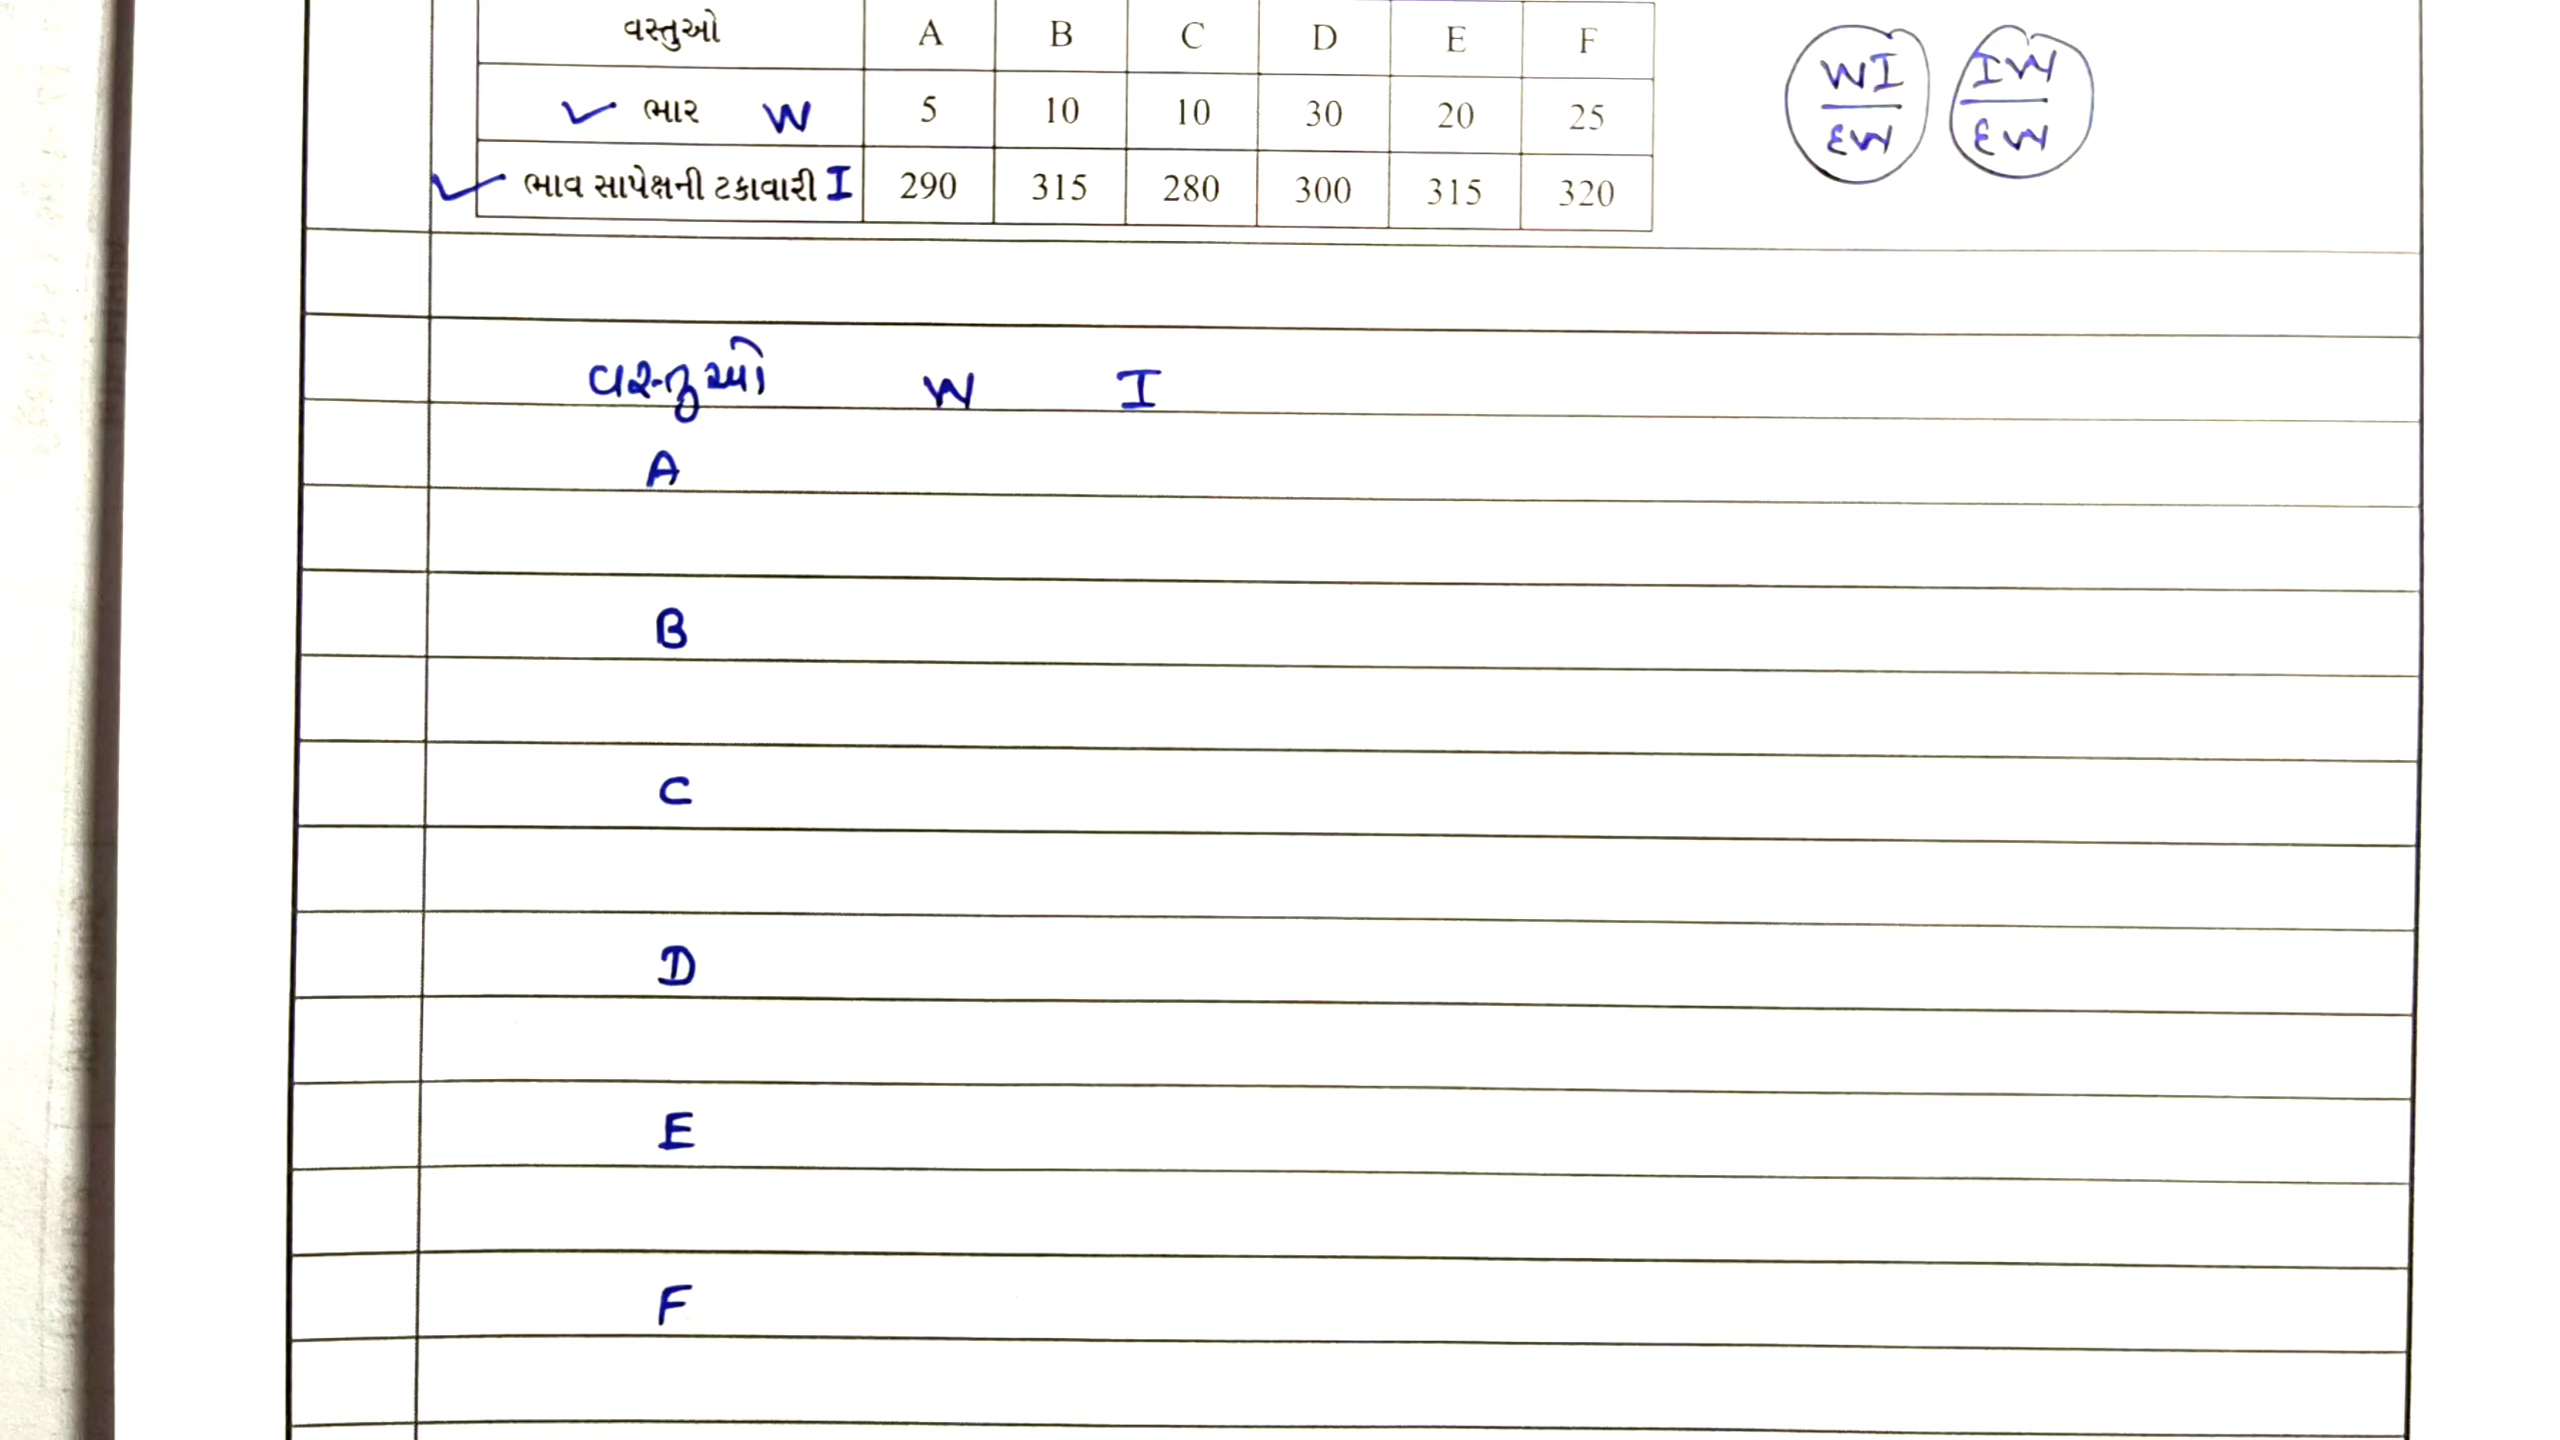 વસ્તુઓ A B C D E F
ભાર W 5 10 10 30 20 25
ભાવ સાપેક્ષની ટકાવારી I 290 315 280 300 315 320
WI IW
ΣW ΣW
વસ્તુઓ W I
A
B
C
D
E
F